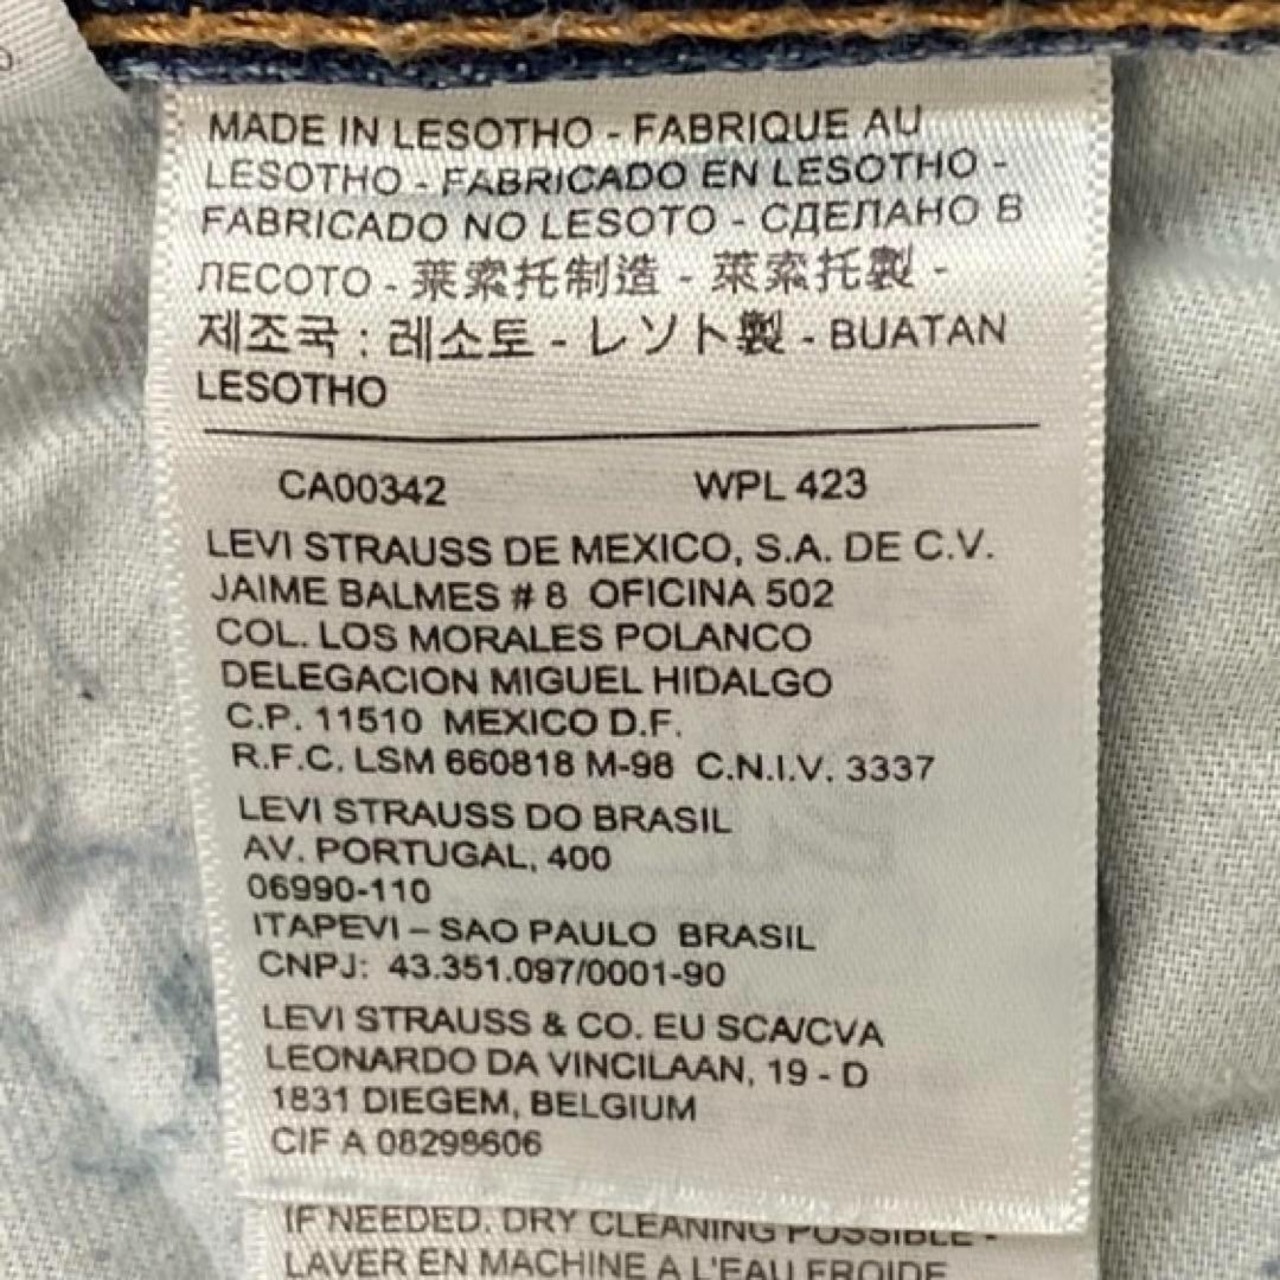 MADE IN LESOTHO - FABRIQUE AU
LESOTHO - FABRICADO EN LESOTHO -
FABRICADO NO LESOTO - СДЕЛАНО В
ЛЕСОТО - 莱索托制造 - 萊索托製 -
제조국 : 레소토 - レソト製 - BUATAN
LESOTHO
CA00342 WPL 423
LEVI STRAUSS DE MEXICO, S.A. DE C.V.
JAIME BALMES # 8 OFICINA 502
COL. LOS MORALES POLANCO
DELEGACION MIGUEL HIDALGO
C.P. 11510 MEXICO D.F.
R.F.C. LSM 660818 M-98 C.N.I.V. 3337
LEVI STRAUSS DO BRASIL
AV. PORTUGAL, 400
06990-110
ITAPEVI – SAO PAULO BRASIL
CNPJ: 43.351.097/0001-90
LEVI STRAUSS & CO. EU SCA/CVA
LEONARDO DA VINCILAAN, 19 - D
1831 DIEGEM, BELGIUM
CIF A 08298606
IF NEEDED, DRY CLEANING POSSIBLE -
LAVER EN MACHINE A L'EAU FROIDE